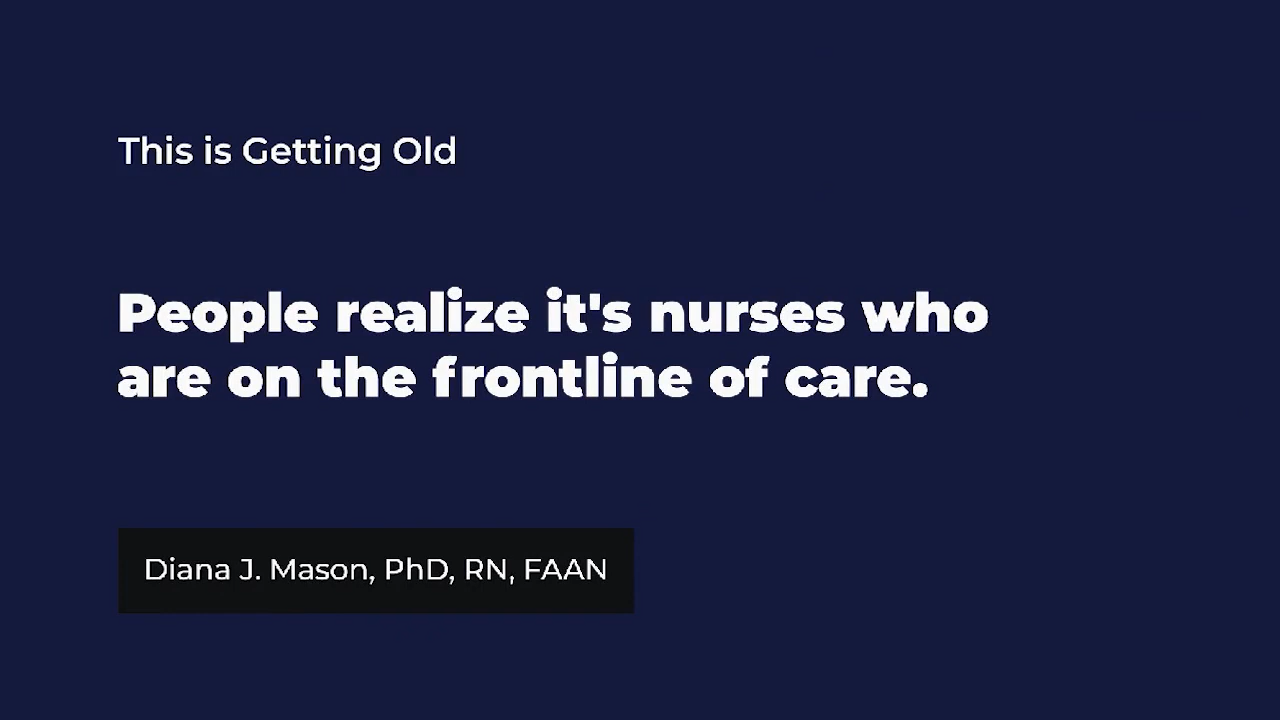 This is Getting Old
People realize it's nurses who
are on the frontline of care.
Diana J. Mason, PhD, RN, FAAN